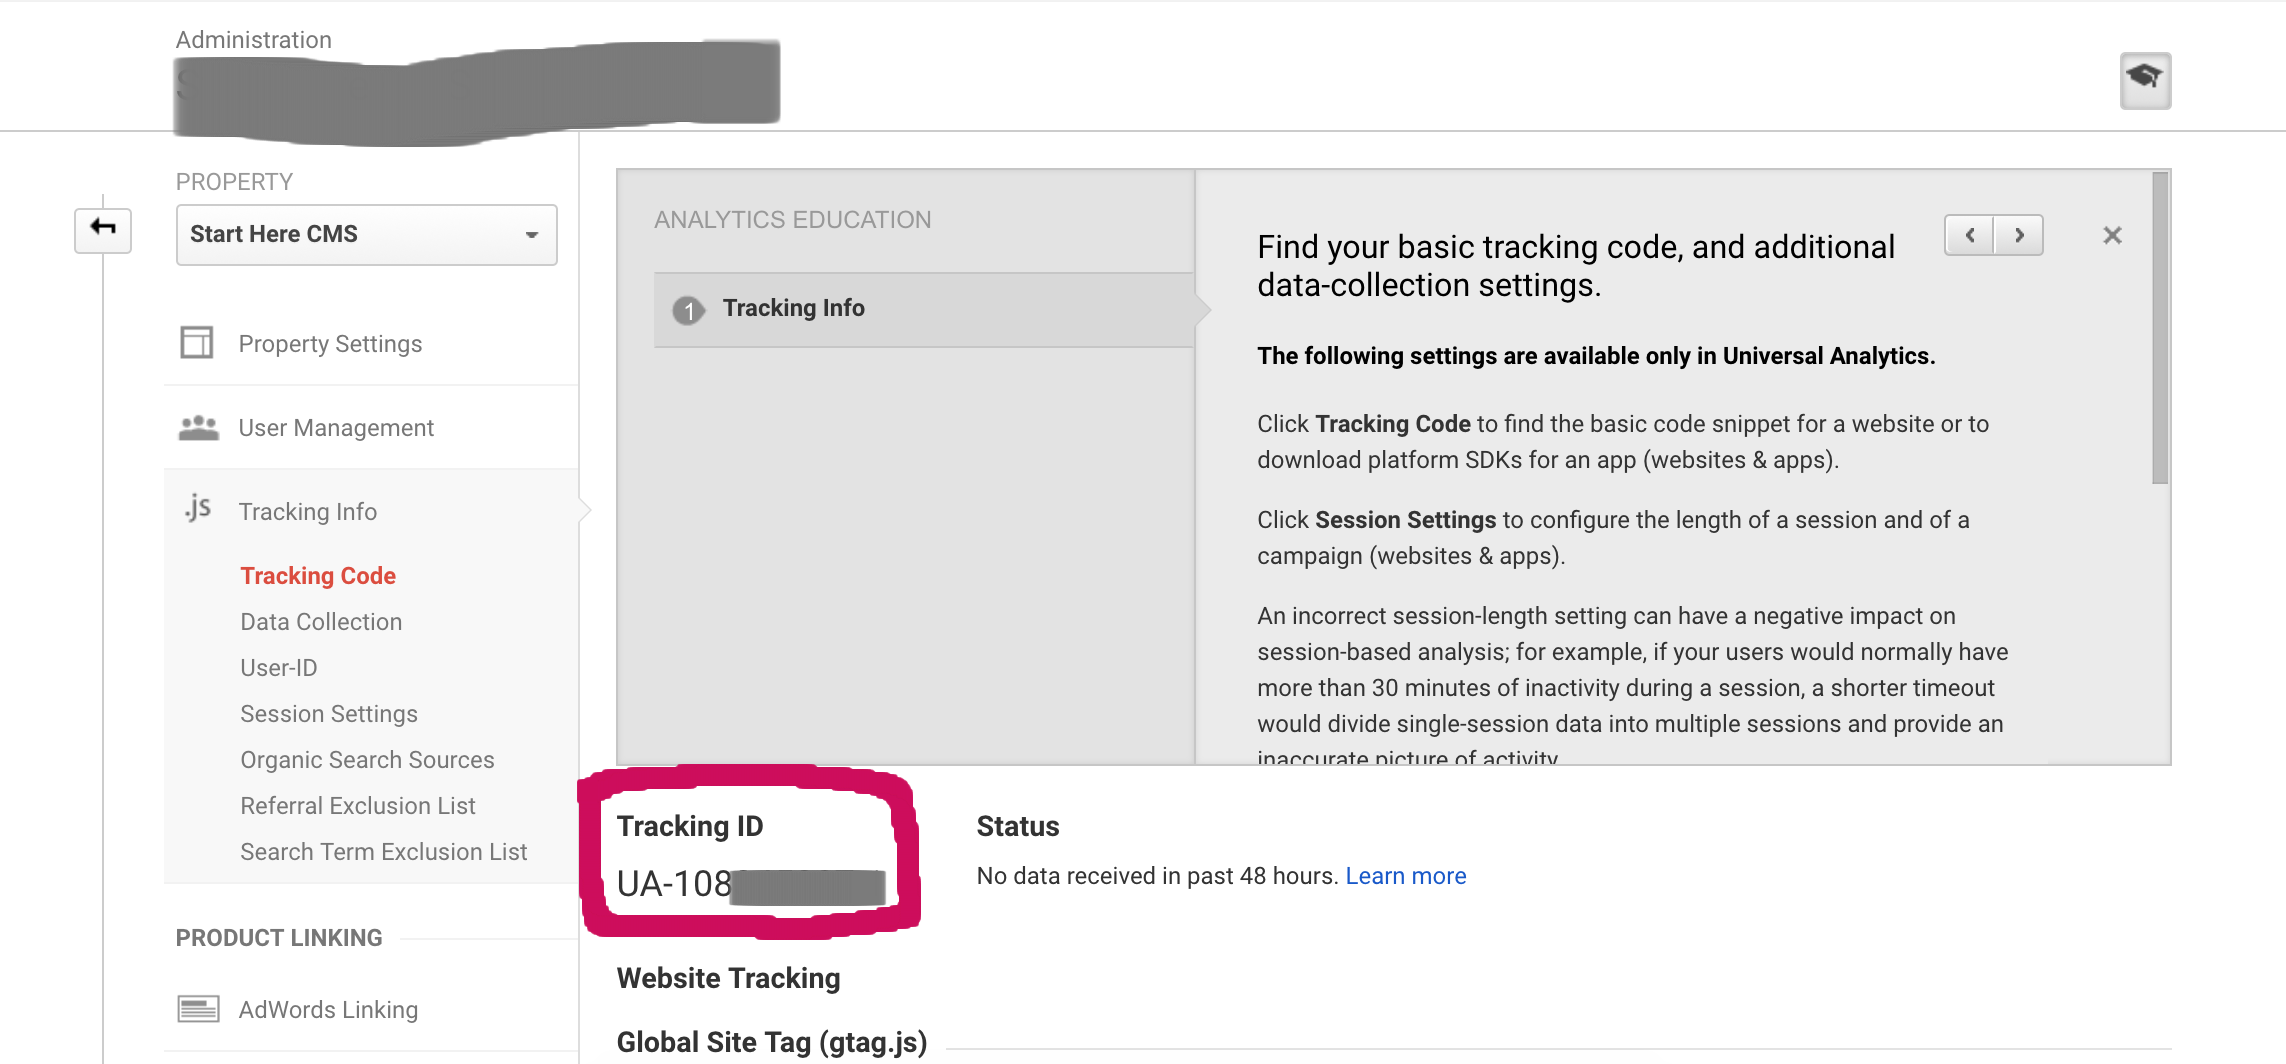 Administration
PROPERTY
Start Here CMS
Property Settings
User Management
.js Tracking Info
Tracking Code
Data Collection
User-ID
Session Settings
Organic Search Sources
Referral Exclusion List
Search Term Exclusion List
PRODUCT LINKING
AdWords Linking
ANALYTICS EDUCATION
1 Tracking Info
Find your basic tracking code, and additional
data-collection settings.
The following settings are available only in Universal Analytics.
Click Tracking Code to find the basic code snippet for a website or to
download platform SDKs for an app (websites & apps).
Click Session Settings to configure the length of a session and of a
campaign (websites & apps).
An incorrect session-length setting can have a negative impact on
session-based analysis; for example, if your users would normally have
more than 30 minutes of inactivity during a session, a shorter timeout
would divide single-session data into multiple sessions and provide an
inaccurate picture of activity.
Tracking ID
UA-108
Status
No data received in past 48 hours. Learn more
Website Tracking
Global Site Tag (gtag.js)